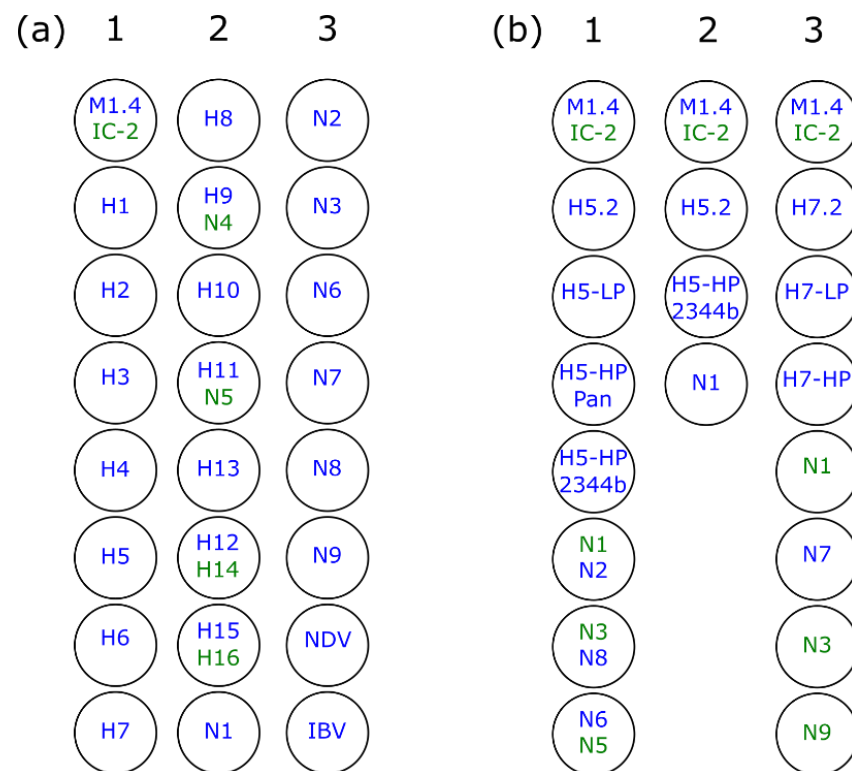 (a) 1 2 3
M1.4
IC-2
H8
N2
H1
H9
N4
N3
H2
H10
N6
H3
H11
N5
N7
H4
H13
N8
H5
H12
H14
N9
H6
H15
H16
NDV
H7
N1
IBV
(b) 1 2 3
M1.4
IC-2
M1.4
IC-2
M1.4
IC-2
H5.2
H5.2
H7.2
H5-LP
H5-HP
2344b
H7-LP
H5-HP
Pan
N1
H7-HP
H5-HP
2344b
N1
N1
N2
N7
N3
N8
N3
N6
N5
N9